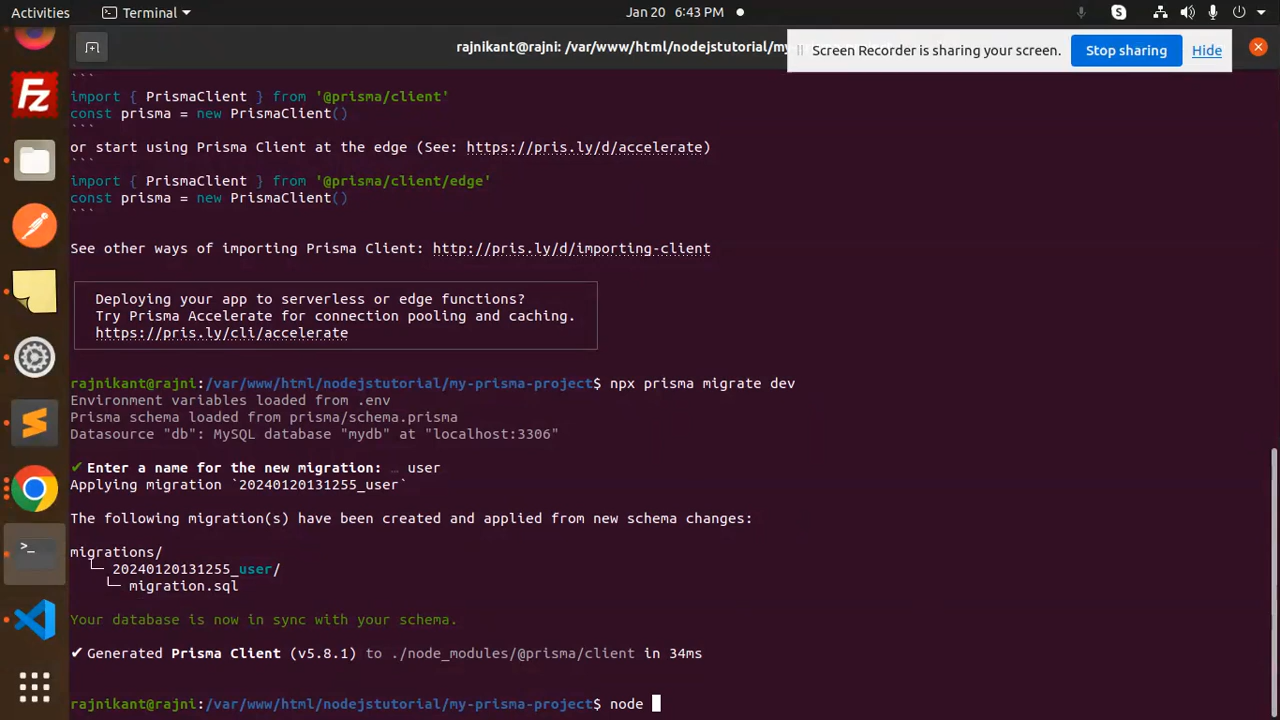 Activities
Terminal
Jan 20 6:43 PM
rajnikant@rajni: /var/www/html/nodejstutorial/my
Screen Recorder is sharing your screen.
Stop sharing
Hide
```
import { PrismaClient } from '@prisma/client'
const prisma = new PrismaClient()
```
or start using Prisma Client at the edge (See: https://pris.ly/d/accelerate)
```
import { PrismaClient } from '@prisma/client/edge'
const prisma = new PrismaClient()
```
See other ways of importing Prisma Client: http://pris.ly/d/importing-client
Deploying your app to serverless or edge functions?
Try Prisma Accelerate for connection pooling and caching.
https://pris.ly/cli/accelerate
rajnikant@rajni:/var/www/html/nodejstutorial/my-prisma-project$ npx prisma migrate dev
Environment variables loaded from .env
Prisma schema loaded from prisma/schema.prisma
Datasource "db": MySQL database "mydb" at "localhost:3306"
✔ Enter a name for the new migration: … user
Applying migration `20240120131255_user`
The following migration(s) have been created and applied from new schema changes:
migrations/
└─ 20240120131255_user/
└─ migration.sql
Your database is now in sync with your schema.
✔ Generated Prisma Client (v5.8.1) to ./node_modules/@prisma/client in 34ms
rajnikant@rajni:/var/www/html/nodejstutorial/my-prisma-project$ node